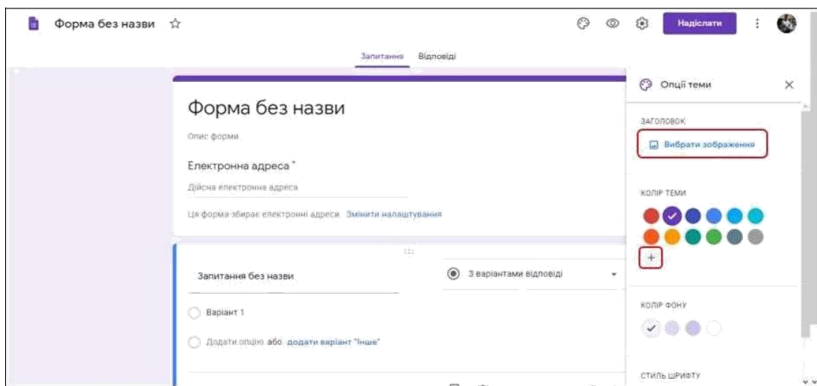 Форма без назви
Надіслати
Запитання Відповіді
Форма без назви
Опис форми
Електронна адреса *
Дійсна електронна адреса
Ця форма збирає електронні адреси Змінити налаштування
Запитання без назви
З варіантами відповіді
Варіант 1
Додати опцію або додати варіант "Інше"
Опції теми
ЗАГОЛОВОК
Вибрати зображення
КОЛІР ТЕМИ
КОЛІР ФОНУ
СТИЛЬ ШРИФТУ